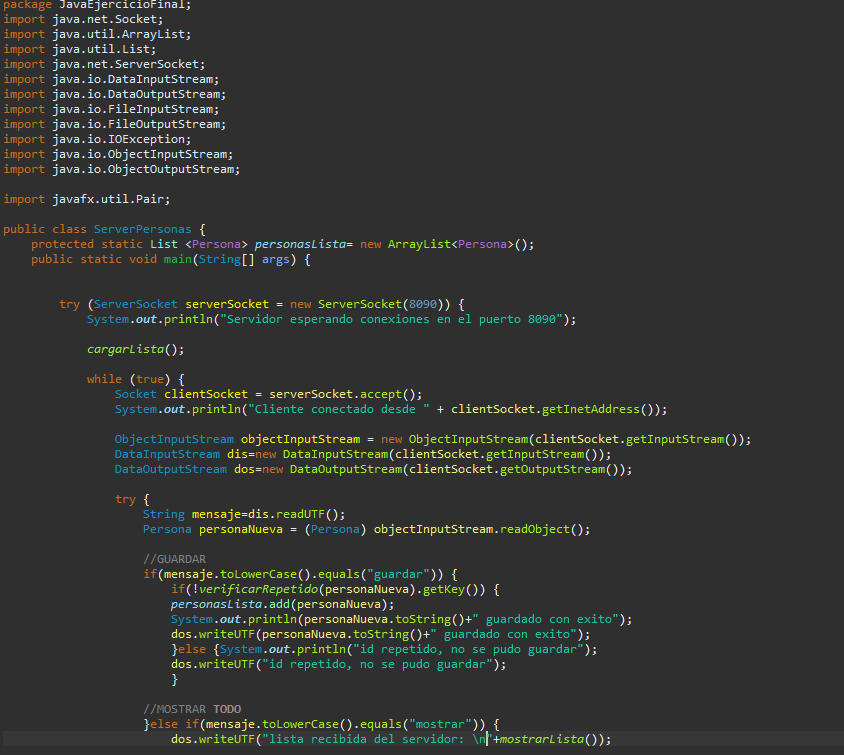 package JavaEjercicioFinal;
import java.net.Socket;
import java.util.ArrayList;
import java.util.List;
import java.net.ServerSocket;
import java.io.DataInputStream;
import java.io.DataOutputStream;
import java.io.FileInputStream;
import java.io.FileOutputStream;
import java.io.IOException;
import java.io.ObjectInputStream;
import java.io.ObjectOutputStream;
import javafx.util.Pair;
public class ServerPersonas {
protected static List <Persona> personasLista= new ArrayList<Persona>();
public static void main(String[] args) {
try (ServerSocket serverSocket = new ServerSocket(8090)) {
System.out.println("Servidor esperando conexiones en el puerto 8090");
cargarLista();
while (true) {
Socket clientSocket = serverSocket.accept();
System.out.println("Cliente conectado desde " + clientSocket.getInetAddress());
ObjectInputStream objectInputStream = new ObjectInputStream(clientSocket.getInputStream());
DataInputStream dis=new DataInputStream(clientSocket.getInputStream());
DataOutputStream dos=new DataOutputStream(clientSocket.getOutputStream());
try {
String mensaje=dis.readUTF();
Persona personaNueva = (Persona) objectInputStream.readObject();
//GUARDAR
if(mensaje.toLowerCase().equals("guardar")) {
if(!verificarRepetido(personaNueva).getKey()) {
personasLista.add(personaNueva);
System.out.println(personaNueva.toString()+" guardado con exito");
dos.writeUTF(personaNueva.toString()+" guardado con exito");
}else {System.out.println("id repetido, no se pudo guardar");
dos.writeUTF("id repetido, no se pudo guardar");
}
//MOSTRAR TODO
}else if(mensaje.toLowerCase().equals("mostrar")) {
dos.writeUTF("lista recibida del servidor: \n"+mostrarLista());